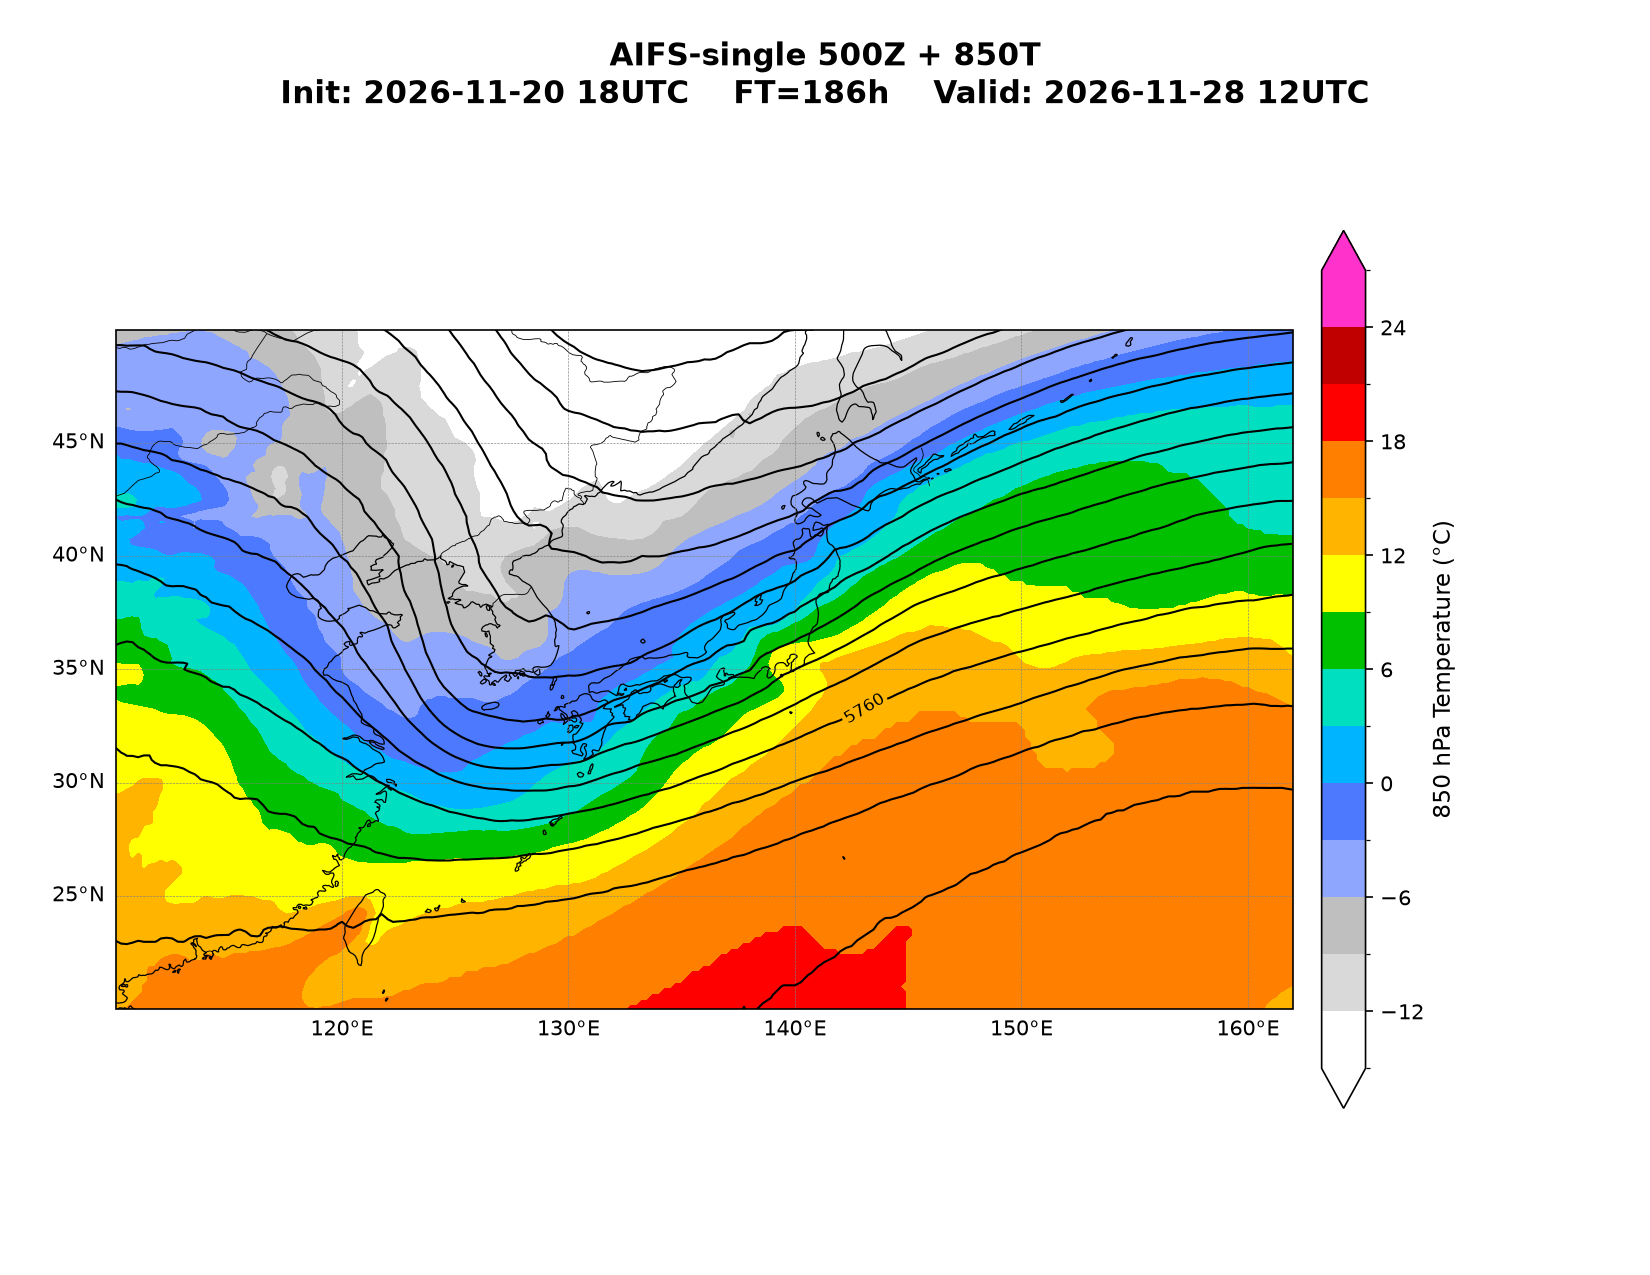 AIFS-single 500Z + 850T
Init: 2026-11-20 18UTC    FT=186h    Valid: 2026-11-28 12UTC
45°N
40°N
35°N
30°N
25°N
120°E
130°E
140°E
150°E
160°E
5760
24
18
12
6
0
−6
−12
850 hPa Temperature (°C)